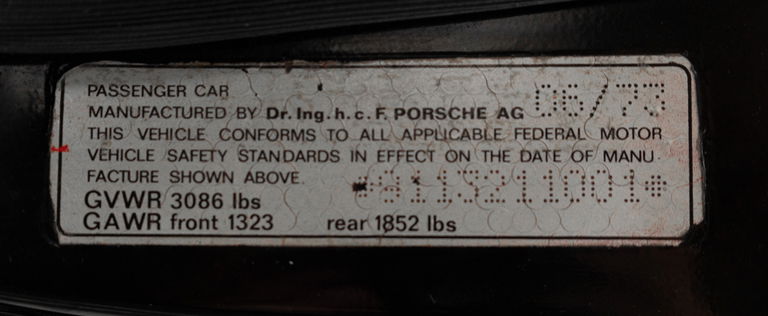 PASSENGER CAR
MANUFACTURED BY Dr. Ing. h. c. F. PORSCHE AG 06/73
THIS VEHICLE CONFORMS TO ALL APPLICABLE FEDERAL MOTOR
VEHICLE SAFETY STANDARDS IN EFFECT ON THE DATE OF MANU-
FACTURE SHOWN ABOVE. *9113211001*
GVWR 3086 lbs
GAWR front 1323 rear 1852 lbs